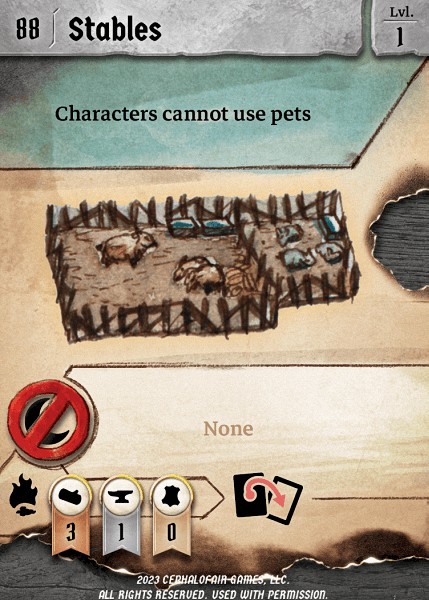 88 Stables
Lvl.
1
Characters cannot use pets
None
3 1 0
2023 CEPHALOFAIR GAMES, LLC.
ALL RIGHTS RESERVED. USED WITH PERMISSION.